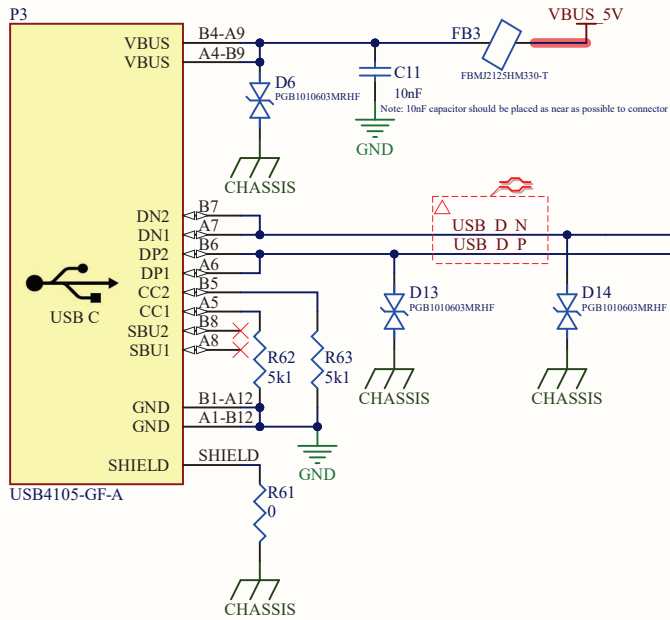 P3
VBUS B4-A9
VBUS A4-B9
FB3
FBMJ2125HM330-T
VBUS_5V
D6
PGB1010603MRHF
CHASSIS
C11
10nF
Note: 10nF capacitor should be placed as near as possible to connector
GND
DN2 B7
DN1 A7
DP2 B6
DP1 A6
CC2 B5
CC1 A5
SBU2 B8
SBU1 A8
USB C
USB_D_N
USB_D_P
D13
PGB1010603MRHF
CHASSIS
D14
PGB1010603MRHF
CHASSIS
R62
5k1
R63
5k1
GND B1-A12
GND A1-B12
GND
SHIELD SHIELD
USB4105-GF-A
R61
0
CHASSIS